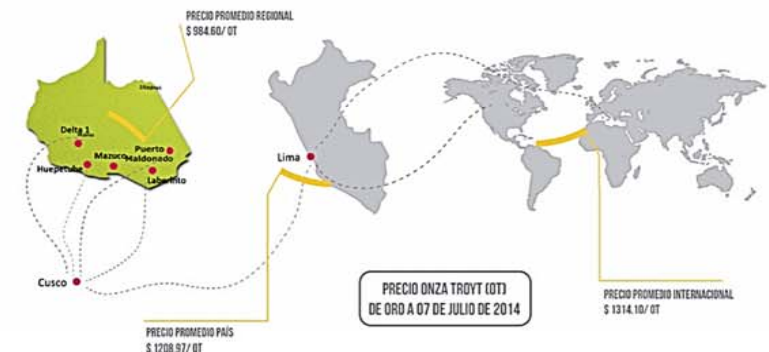 PRECIO PROMEDIO REGIONAL
$ 984.60/ OT
Delta 1
Puerto
Mazuco
Maldonado
Huepetuhe
Laberinto
Lima
Cusco
PRECIO ONZA TROYT (OT)
DE ORO A 07 DE JULIO DE 2014
PRECIO PROMEDIO INTERNACIONAL
$ 1314.10/ OT
PRECIO PROMEDIO PAÍS
$ 1208.97/ OT